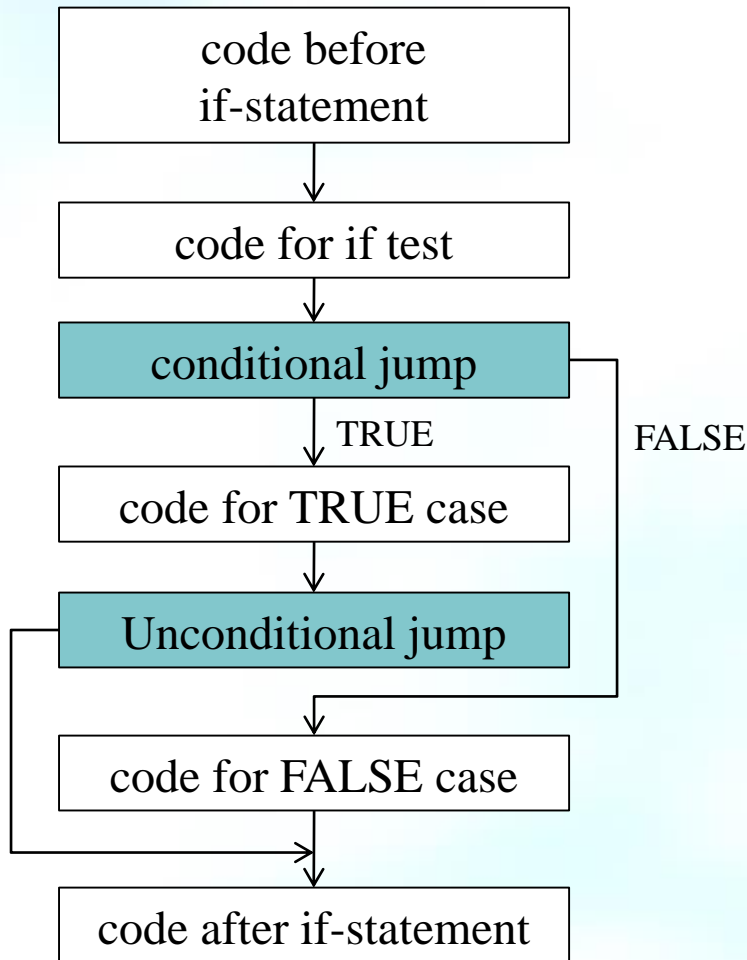 code before
if-statement
code for if test
conditional jump
TRUE
FALSE
code for TRUE case
Unconditional jump
code for FALSE case
code after if-statement